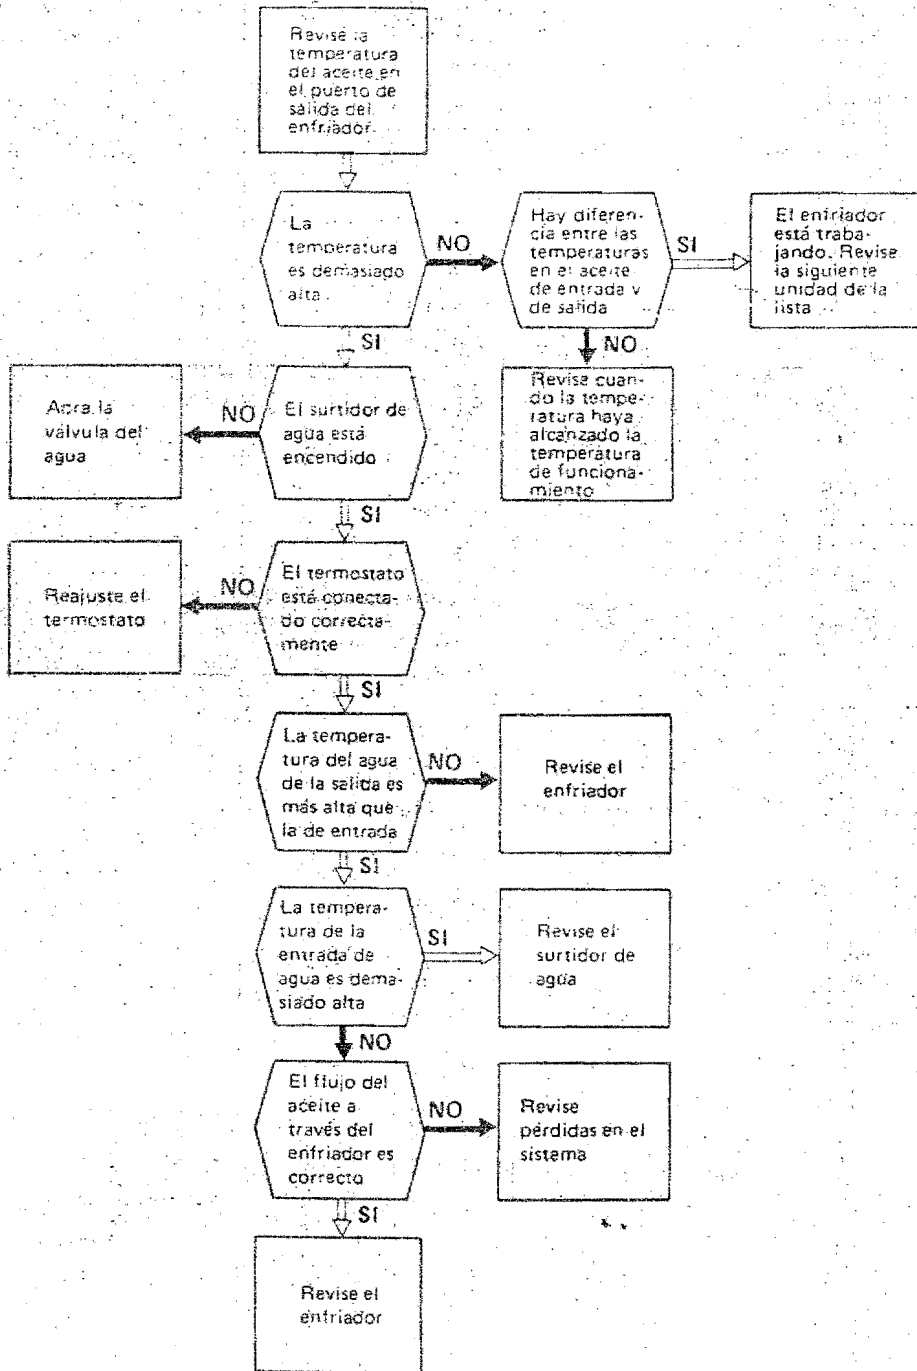 Revise la
temperatura
del aceite en
el puerto de
salida del
enfriador.
La
temperatura
es demasiado
alta
NO
Hay diferen-
cia entre las
temperaturas
en el aceite
de entrada y
de salida
SI
El enfriador
está traba-
jando. Revise
la siguiente
unidad de la
lista
SI
NO
Abra la
válvula del
agua
NO
El surtidor de
agua está
encendido
Revise cuan-
do la tempe-
ratura haya
alcanzado la
temperatura
de funciona-
miento
SI
Reajuste el
termostato
NO
El termostato
está conecta-
do correcta-
mente
SI
La tempera-
tura del agua
de la salida es
más alta que
la de entrada
NO
Revise el
enfriador
SI
La tempera-
tura de la
entrada de
agua es dema-
siado alta
SI
Revise el
surtidor de
agua
NO
El flujo del
aceite a
través del
enfriador es
correcto
NO
Revise
pérdidas en el
sistema
SI
Revise el
enfriador